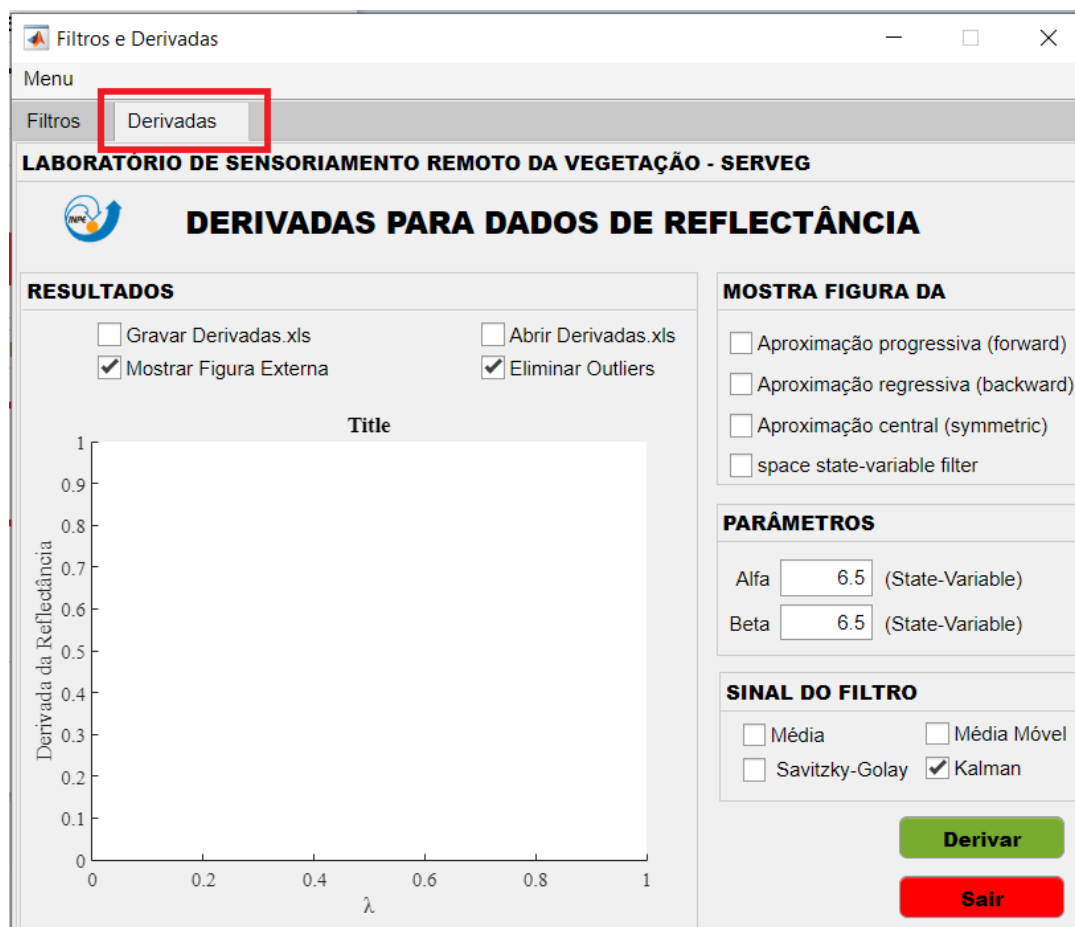 Filtros e Derivadas
Menu
Filtros Derivadas
LABORATÓRIO DE SENSORIAMENTO REMOTO DA VEGETAÇÃO - SERVEG
INPE
DERIVADAS PARA DADOS DE REFLECTÂNCIA
RESULTADOS
Gravar Derivadas.xls Abrir Derivadas.xls
Mostrar Figura Externa Eliminar Outliers
Title
Derivada da Reflectância
1
0.9
0.8
0.7
0.6
0.5
0.4
0.3
0.2
0.1
0
0 0.2 0.4 0.6 0.8 1
λ
MOSTRA FIGURA DA
Aproximação progressiva (forward)
Aproximação regressiva (backward)
Aproximação central (symmetric)
space state-variable filter
PARÂMETROS
Alfa 6.5 (State-Variable)
Beta 6.5 (State-Variable)
SINAL DO FILTRO
Média Média Móvel
Savitzky-Golay Kalman
Derivar
Sair